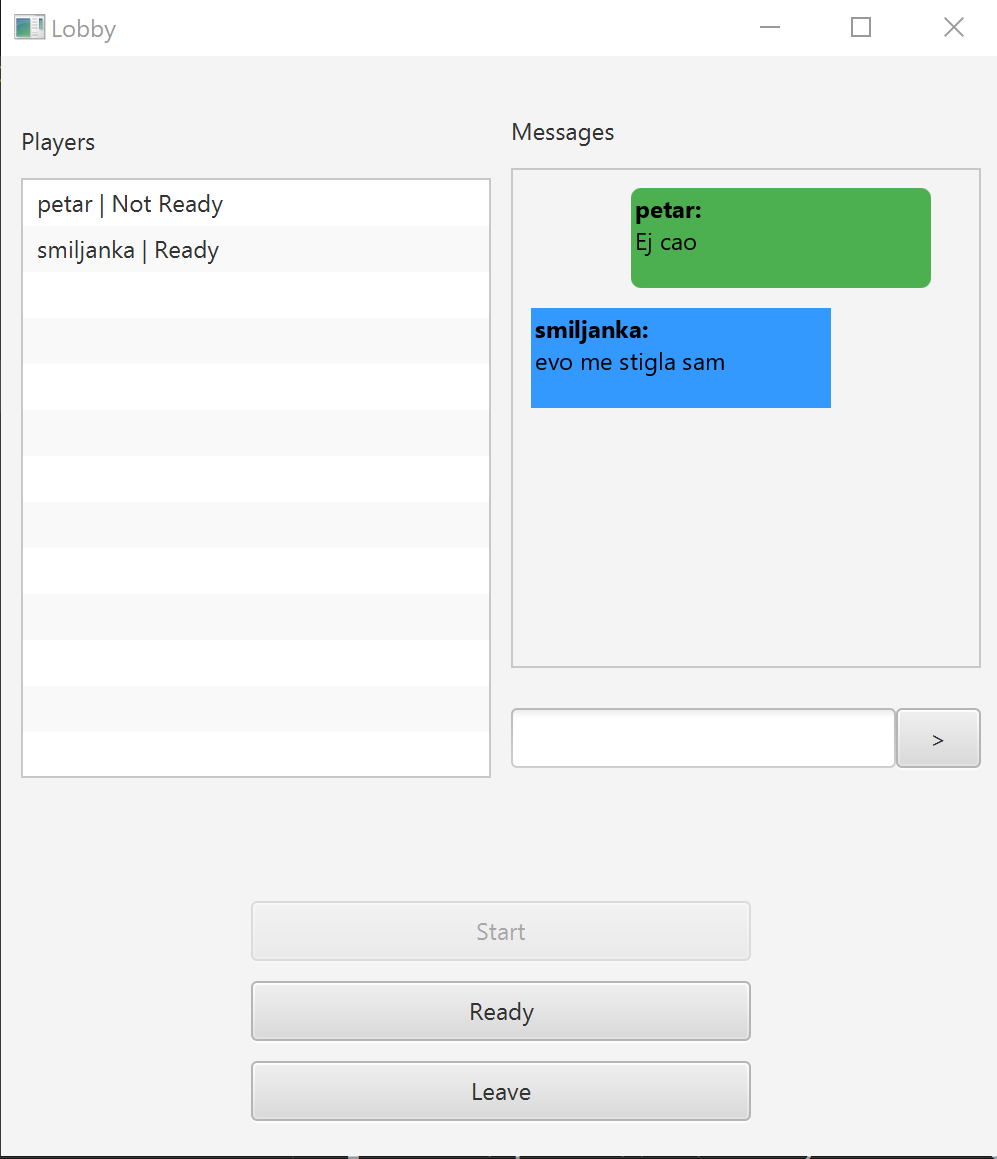 Lobby
Players
petar | Not Ready
smiljanka | Ready
Messages
petar:
Ej cao
smiljanka:
evo me stigla sam
>
Start
Ready
Leave